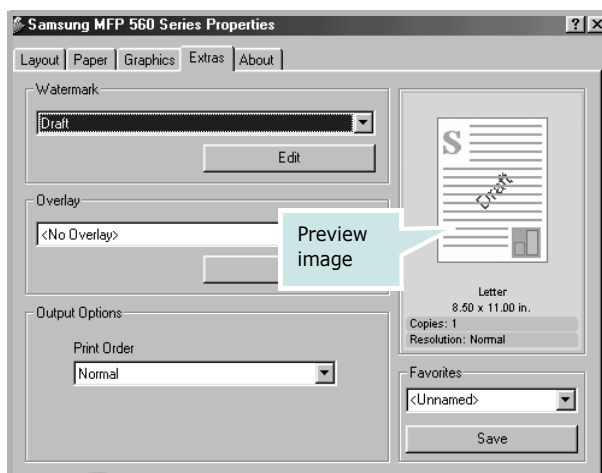 Samsung MFP 560 Series Properties
Layout Paper Graphics Extras About
Watermark
Draft
Edit
Overlay
<No Overlay>
Output Options
Print Order
Normal
S
Draft
Preview
image
Letter
8.50 x 11.00 in.
Copies: 1
Resolution: Normal
Favorites
<Unnamed>
Save